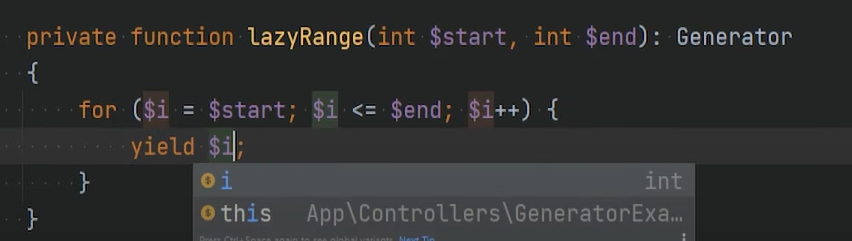 private function lazyRange(int $start, int $end): Generator
{
for ($i = $start; $i <= $end; $i++) {
yield $i;
}
}
i int
this App\Controllers\GeneratorExa…
Press Ctrl+Space again to see global variants Next Tip